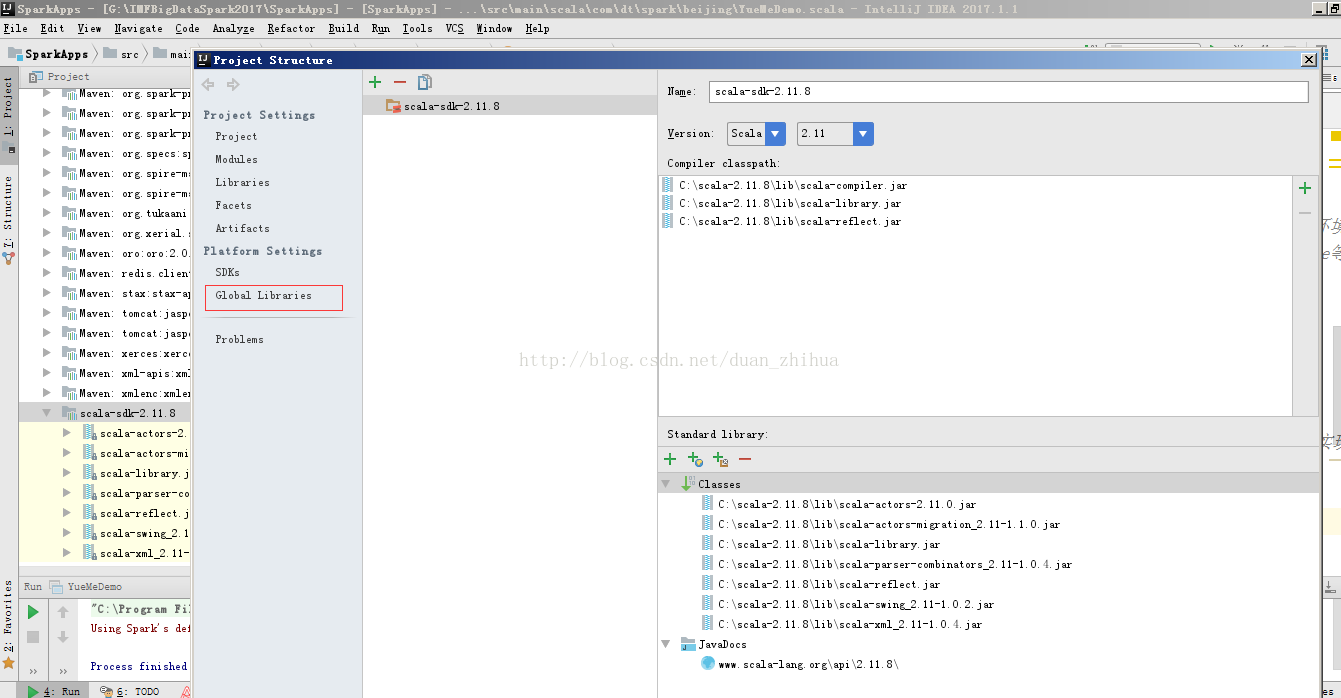 SparkApps - [G:\IMFBigDataSpark2017\SparkApps] - [SparkApps] - ...\src\main\scala\com\dt\spark\beijing\YueMeDemo.scala - IntelliJ IDEA 2017.1.1
File Edit View Navigate Code Analyze Refactor Build Run Tools VCS Window Help
SparkApps src mai
Project Structure
1: Project
7: Structure
2: Favorites
Project
Maven: org.spark-pr
Maven: org.spark-pr
Maven: org.spark-pr
Maven: org.specs:sp
Maven: org.spire-ma
Maven: org.spire-ma
Maven: org.tukaani
Maven: org.xerial.s
Maven: oro:oro:2.0.
Maven: redis.client
Maven: stax:stax-ap
Maven: tomcat:jaspe
Maven: tomcat:jaspe
Maven: xerces:xerce
Maven: xml-apis:xml
Maven: xmlenc:xmlen
scala-sdk-2.11.8
scala-actors-2.
scala-actors-mi
scala-library.j
scala-parser-co
scala-reflect.j
scala-swing_2.1
scala-xml_2.11-
Run YueMeDemo
"C:\Program Fi
Using Spark's def
Process finished
4: Run 6: TODO
Project Settings
Project
Modules
Libraries
Facets
Artifacts
Platform Settings
SDKs
Global Libraries
Problems
scala-sdk-2.11.8
Name: scala-sdk-2.11.8
Version: Scala 2.11
Compiler classpath:
C:\scala-2.11.8\lib\scala-compiler.jar
C:\scala-2.11.8\lib\scala-library.jar
C:\scala-2.11.8\lib\scala-reflect.jar
http://blog.csdn.net/duan_zhihua
Standard library:
Classes
C:\scala-2.11.8\lib\scala-actors-2.11.0.jar
C:\scala-2.11.8\lib\scala-actors-migration_2.11-1.1.0.jar
C:\scala-2.11.8\lib\scala-library.jar
C:\scala-2.11.8\lib\scala-parser-combinators_2.11-1.0.4.jar
C:\scala-2.11.8\lib\scala-reflect.jar
C:\scala-2.11.8\lib\scala-swing_2.11-1.0.2.jar
C:\scala-2.11.8\lib\scala-xml_2.11-1.0.4.jar
JavaDocs
www.scala-lang.org\api\2.11.8\